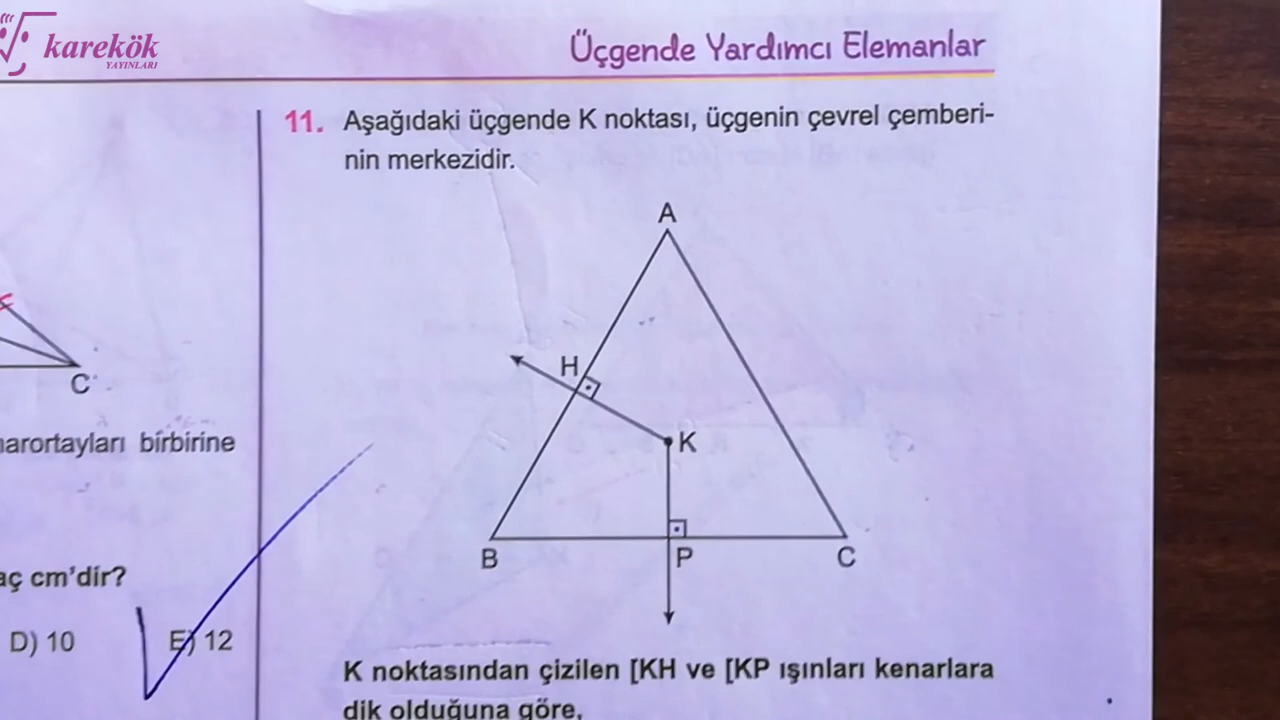 karekök
YAYINLARI
Üçgende Yardımcı Elemanlar
C
narortayları birbirine
aç cm'dir?
D) 10
E) 12
11. Aşağıdaki üçgende K noktası, üçgenin çevrel çemberi-
nin merkezidir.
A
H
K
B
P
C
K noktasından çizilen [KH ve [KP ışınları kenarlara
dik olduğuna göre,